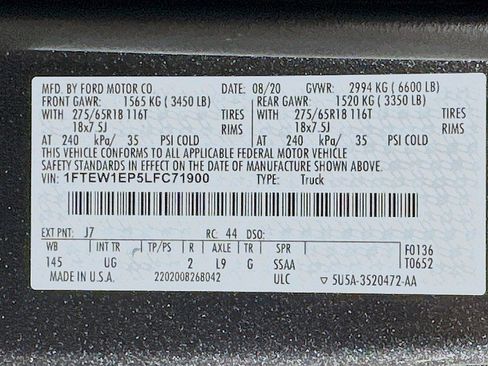 MFD. BY FORD MOTOR CO. DATE: 08/20 GVWR: 2994 KG ( 6600 LB)
FRONT GAWR: 1565 KG ( 3450 LB) REAR GAWR: 1520 KG ( 3350 LB)
WITH 275/65R18 116T TIRES WITH 275/65R18 116T TIRES
18x7.5J RIMS 18x7.5J RIMS
AT 240 kPa/ 35 PSI COLD AT 240 kPa/ 35 PSI COLD
THIS VEHICLE CONFORMS TO ALL APPLICABLE FEDERAL MOTOR VEHICLE
SAFETY STANDARDS IN EFFECT ON THE DATE OF MANUFACTURE SHOWN ABOVE.
VIN: 1FTEW1EP5LFC71900 TYPE: Truck
EXT PNT: J7 RC: 44 DSO:
WB INT TR TP/PS R AXLE TR SPR F0136
145 UG 2 L9 G SSAA T0652
MADE IN U.S.A. 2202008268042 ULC 5U5A-3520472-AA